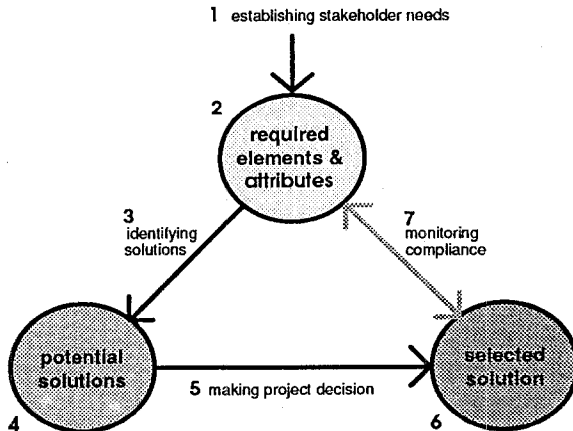 1 establishing stakeholder needs
2
required
elements &
attributes
3
identifying
solutions
7
monitoring
compliance
potential
solutions
selected
solution
5 making project decision
4
6